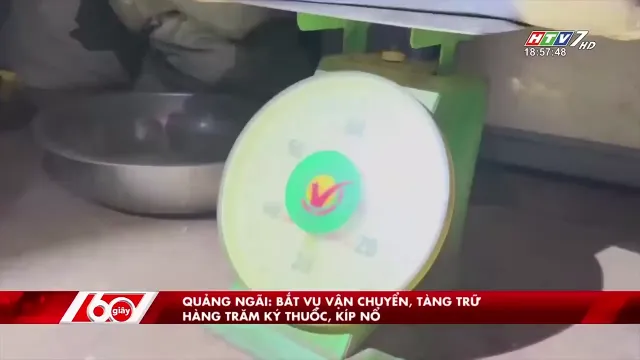 HTV7 HD
18:57:48
60 giây
QUẢNG NGÃI: BẮT VỤ VẬN CHUYỂN, TÀNG TRỮ
HÀNG TRĂM KÝ THUỐC, KÍP NỔ